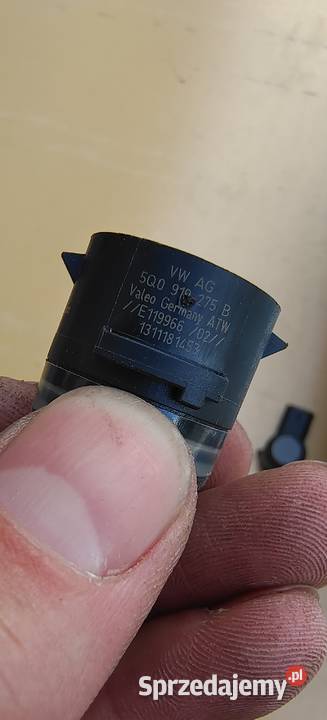 VW AG
5Q0 919 275 B
Valeo Germany ATW
//E119966 /02//
1311181453
Sprzedajemy.pl